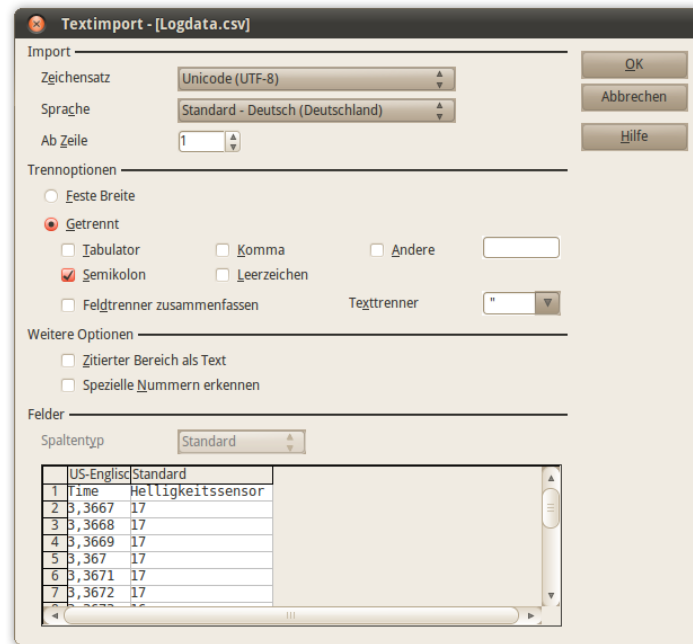 Textimport - [Logdata.csv]
Import
Zeichensatz Unicode (UTF-8)
OK
Sprache Standard - Deutsch (Deutschland)
Abbrechen
Ab Zeile 1
Hilfe
Trennoptionen
Feste Breite
Getrennt
Tabulator Komma Andere
Semikolon Leerzeichen
Feldtrenner zusammenfassen Texttrenner "
Weitere Optionen
Zitierter Bereich als Text
Spezielle Nummern erkennen
Felder
Spaltentyp Standard
US-Englisc Standard
1 Time Helligkeitssensor
2 3,3667 17
3 3,3668 17
4 3,3669 17
5 3,367 17
6 3,3671 17
7 3,3672 17